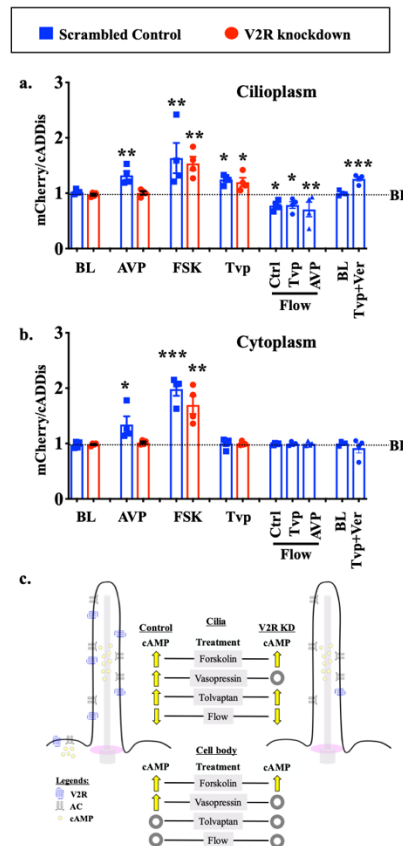 Scrambled Control V2R knockdown
a.
Cilioplasm
mCherry/cADDis
3
2
1
0
** ** ** * * * * ** ***
BL
BL AVP FSK Tvp Ctrl Tvp AVP BL Tvp+Ver
Flow
b.
Cytoplasm
mCherry/cADDis
3
2
1
0
* *** **
BL
BL AVP FSK Tvp Ctrl Tvp AVP BL Tvp+Ver
Flow
c.
Cilia
Control Treatment V2R KD
cAMP cAMP
Forskolin
Vasopressin
Tolvaptan
Flow
Cell body
cAMP Treatment cAMP
Forskolin
Vasopressin
Tolvaptan
Flow
Legends:
V2R
AC
cAMP